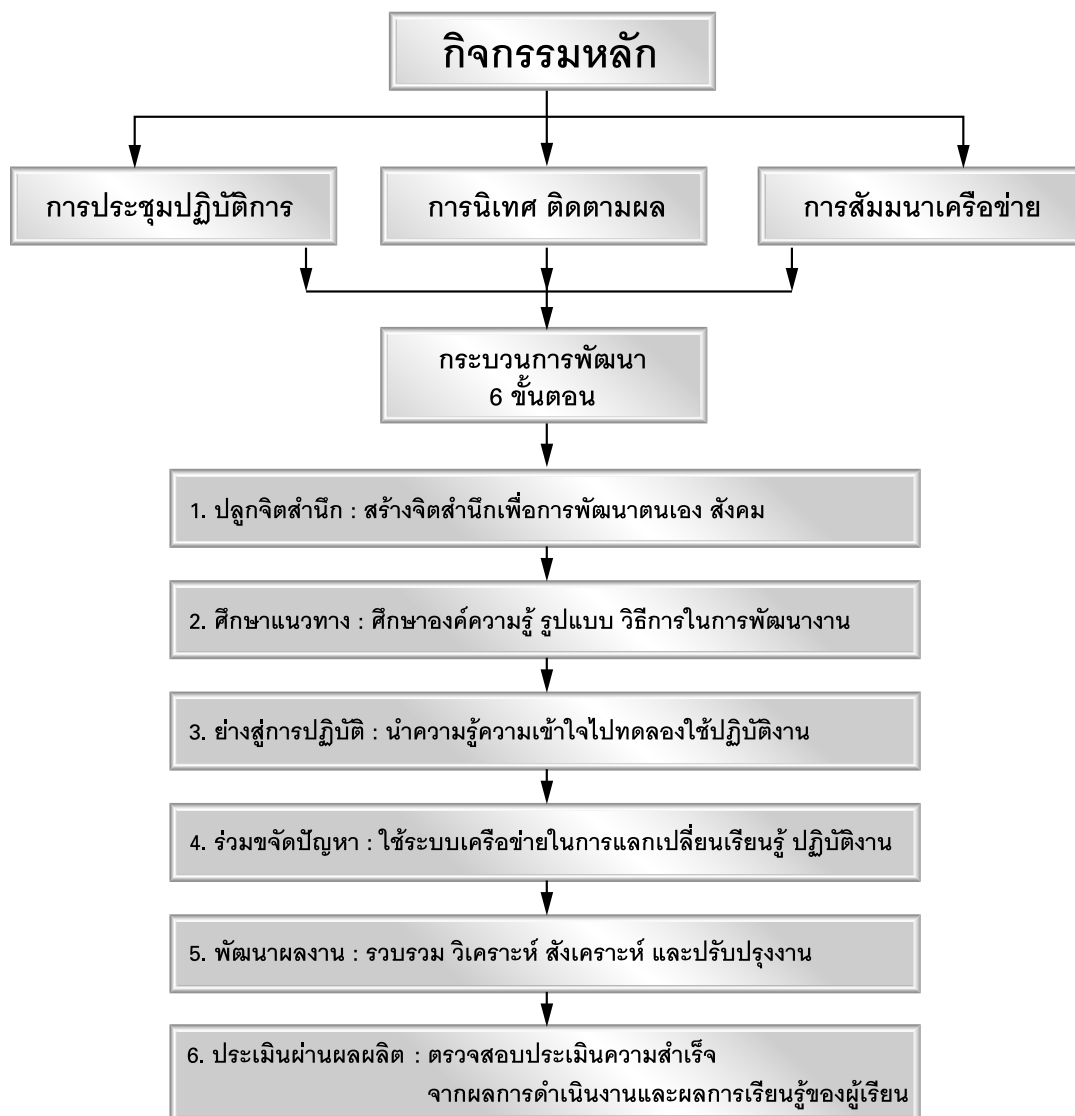 กิจกรรมหลัก
การประชุมปฏิบัติการ
การนิเทศ ติดตามผล
การสัมมนาเครือข่าย
กระบวนการพัฒนา
6 ขั้นตอน
1. ปลูกจิตสำนึก : สร้างจิตสำนึกเพื่อการพัฒนาตนเอง สังคม
2. ศึกษาแนวทาง : ศึกษาองค์ความรู้ รูปแบบ วิธีการในการพัฒนางาน
3. ย่างสู่การปฏิบัติ : นำความรู้ความเข้าใจไปทดลองใช้ปฏิบัติงาน
4. ร่วมขจัดปัญหา : ใช้ระบบเครือข่ายในการแลกเปลี่ยนเรียนรู้ ปฏิบัติงาน
5. พัฒนาผลงาน : รวบรวม วิเคราะห์ สังเคราะห์ และปรับปรุงงาน
6. ประเมินผ่านผลผลิต : ตรวจสอบประเมินความสำเร็จ
จากผลการดำเนินงานและผลการเรียนรู้ของผู้เรียน